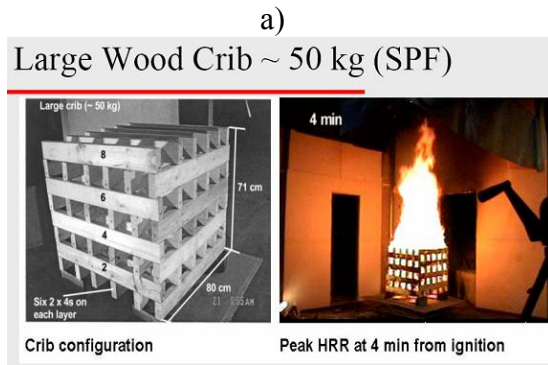 a)
Large Wood Crib ~ 50 kg (SPF)
Large crib (~ 50 kg)
8
6
4
2
71 cm
80 cm
Six 2 x 4s on
each layer
4 min
Crib configuration
Peak HRR at 4 min from ignition